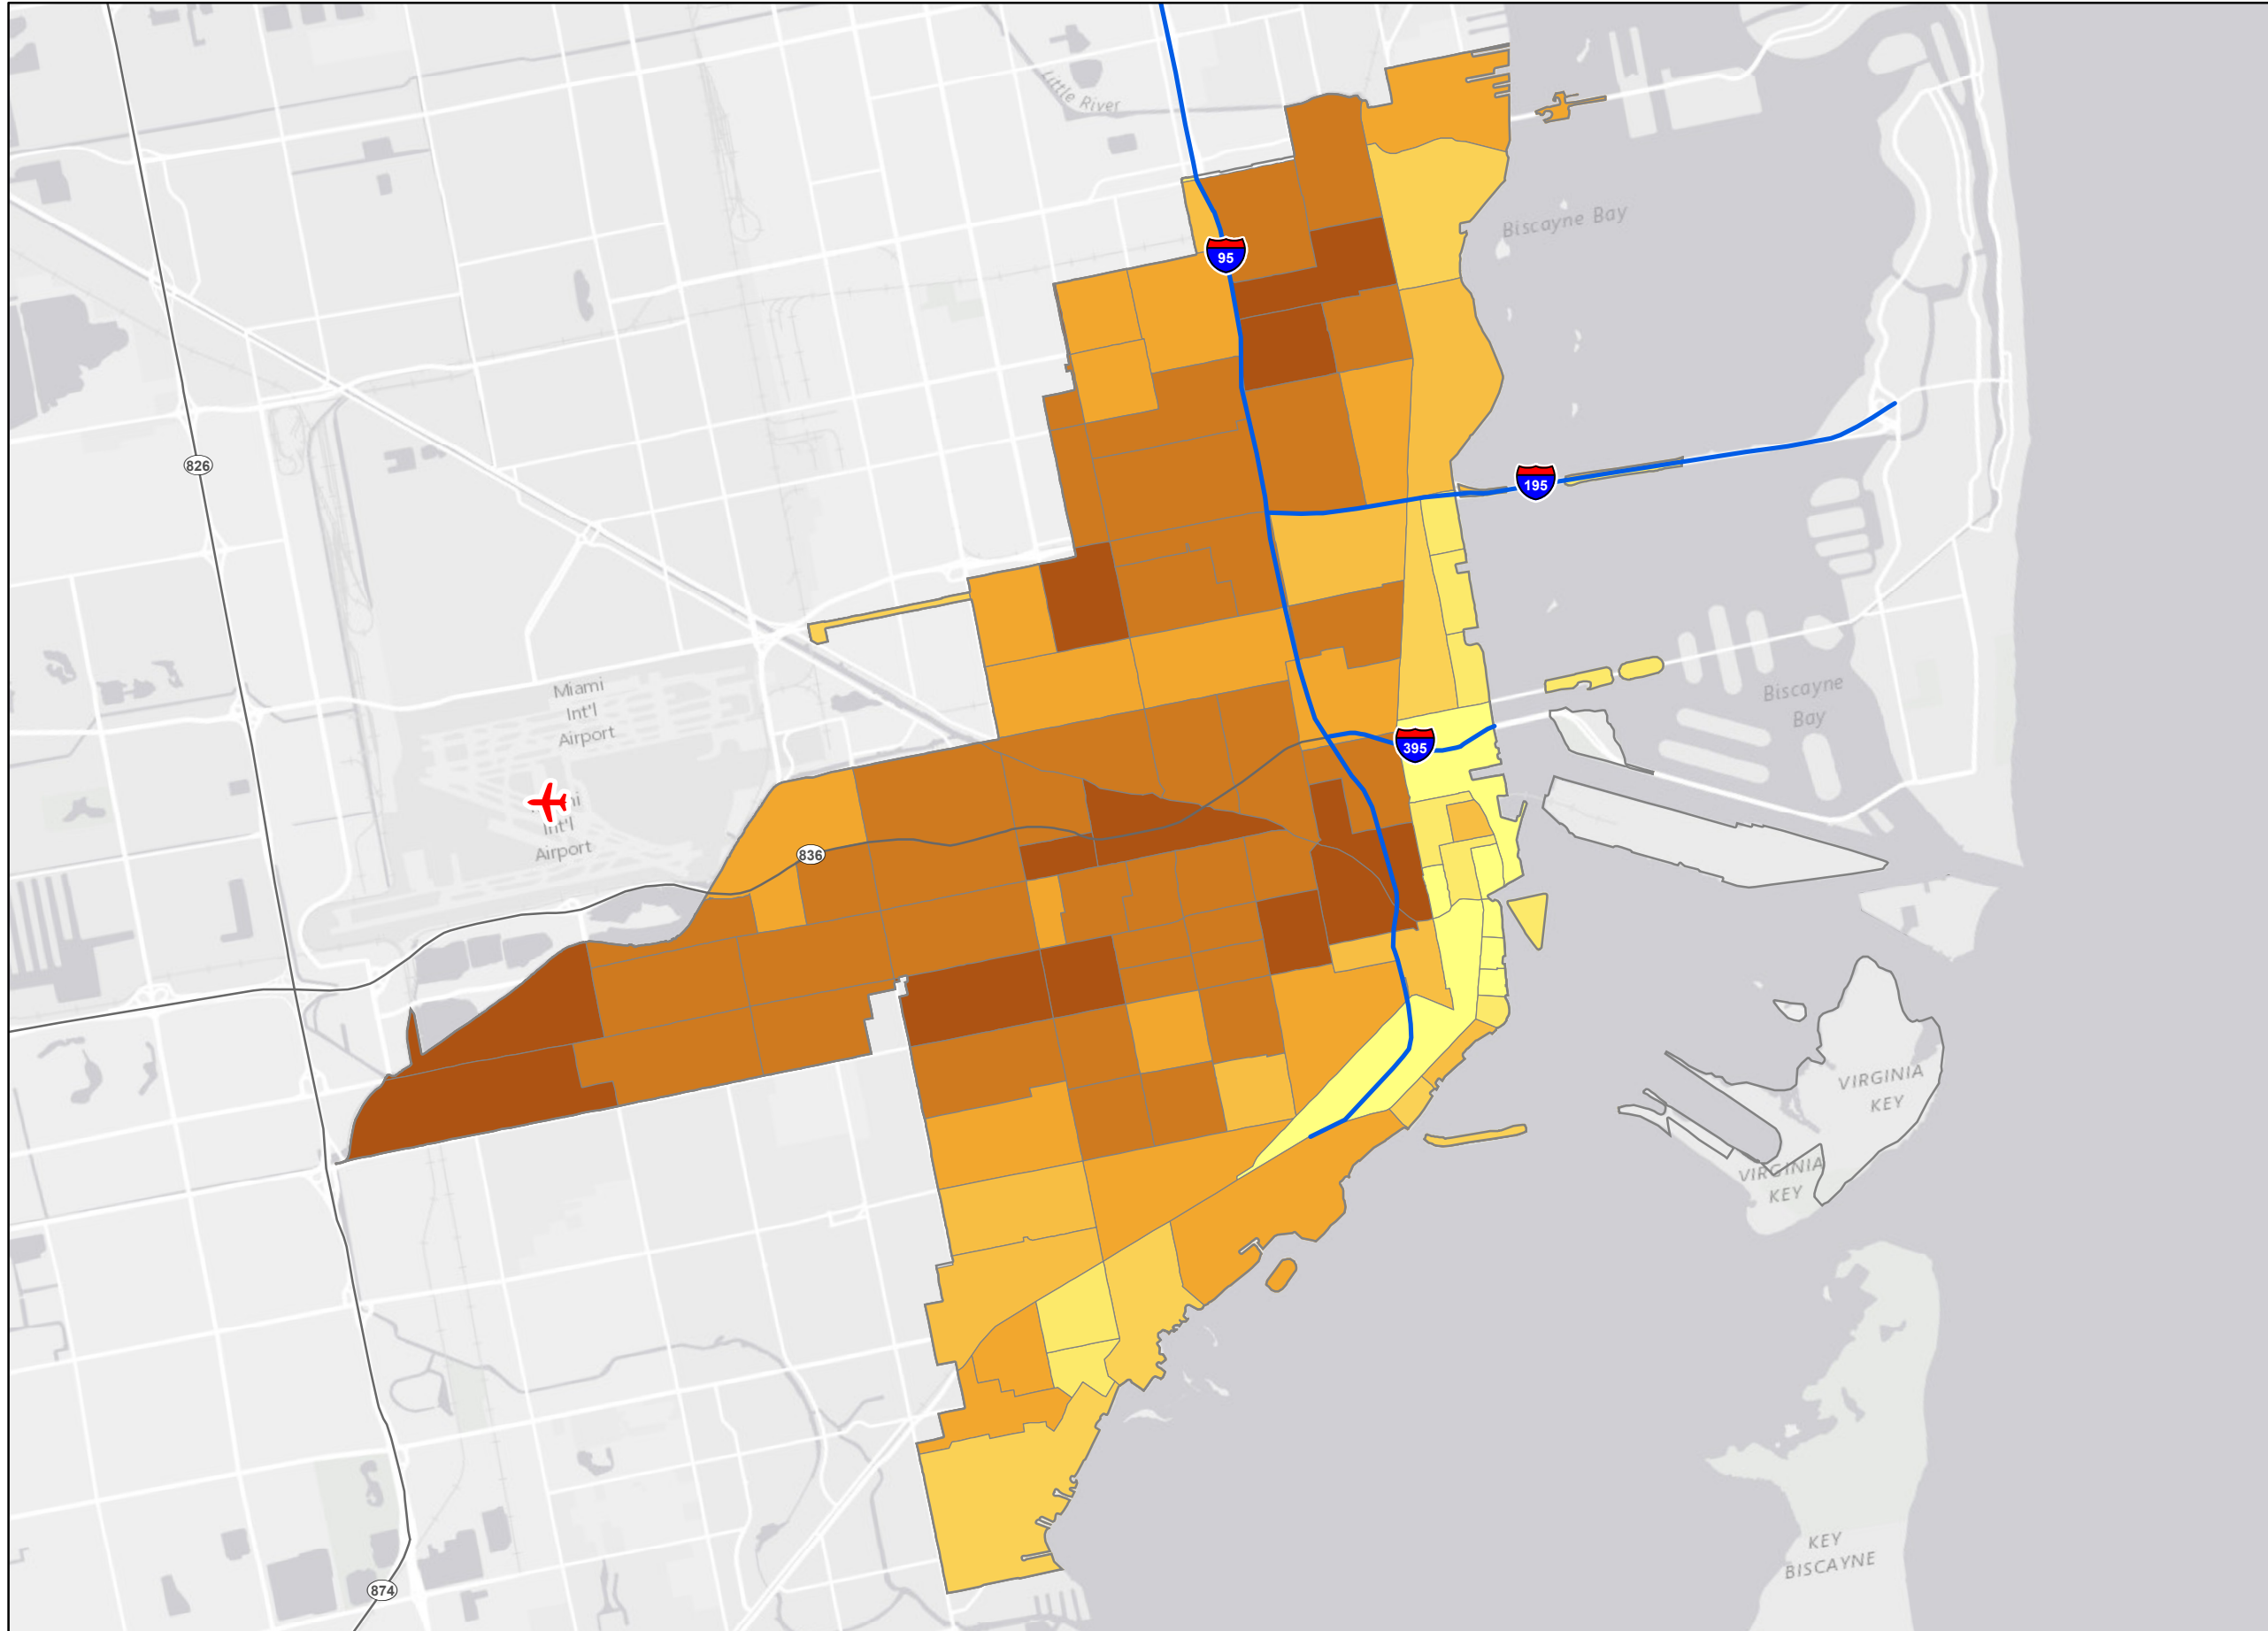 Little River
95
Biscayne Bay
826
195
Miami
Int'l
Airport
Biscayne
Bay
395
Int'l
Airport
836
VIRGINIA
KEY
VIRGINIA
KEY
KEY
BISCAYNE
874